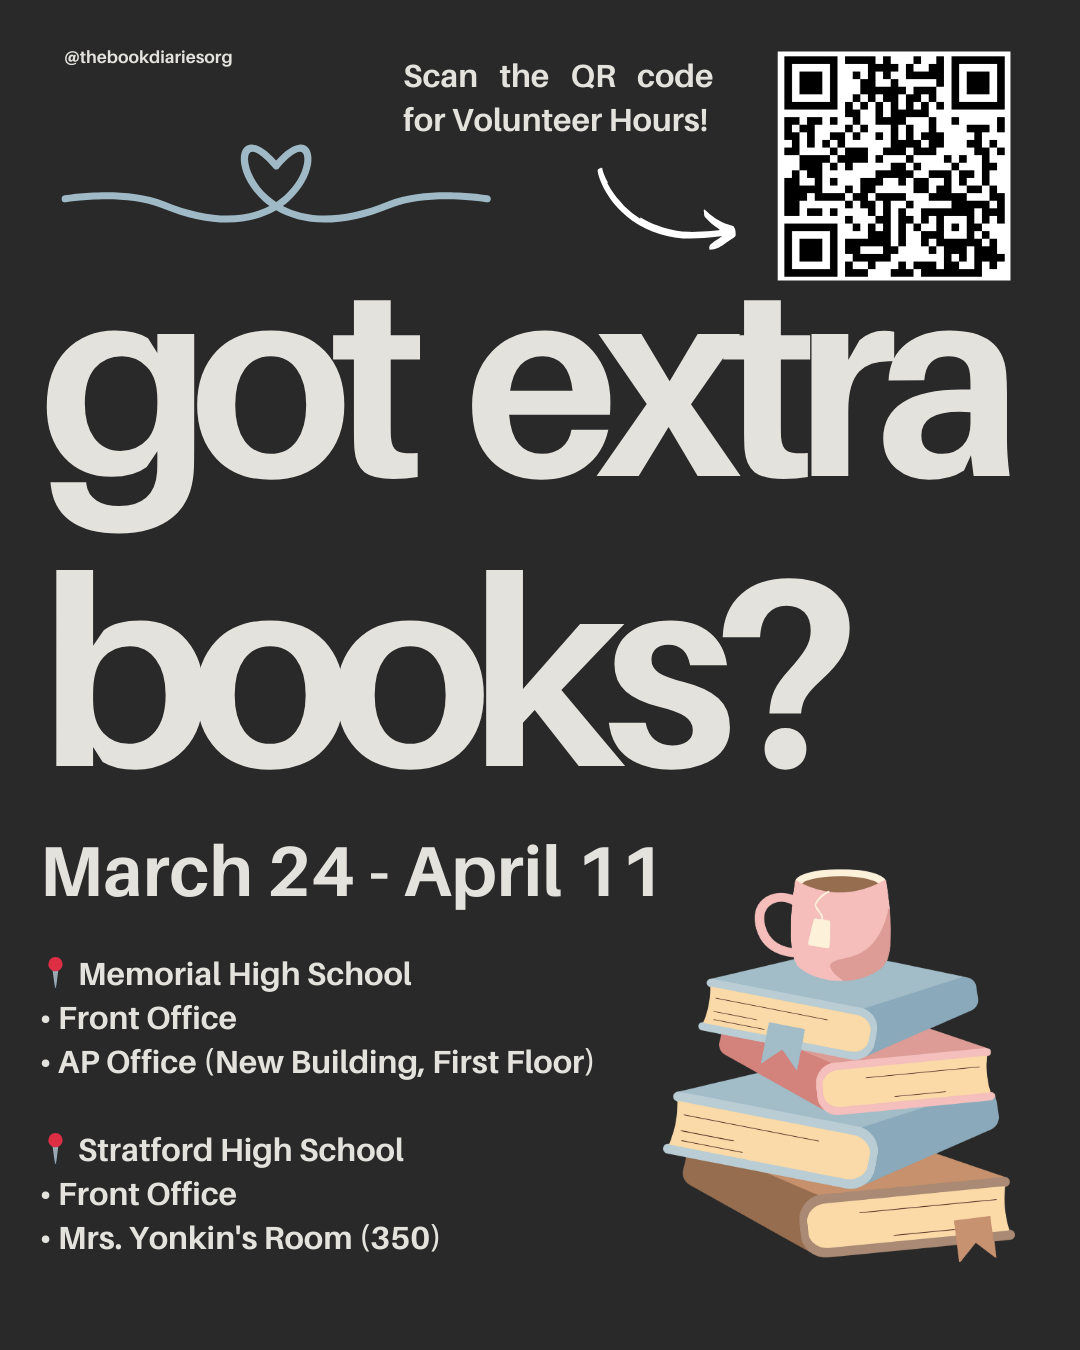 @thebookdiariesorg
Scan the QR code
for Volunteer Hours!
got extra
books?
March 24 - April 11
📍 Memorial High School
• Front Office
• AP Office (New Building, First Floor)
📍 Stratford High School
• Front Office
• Mrs. Yonkin's Room (350)